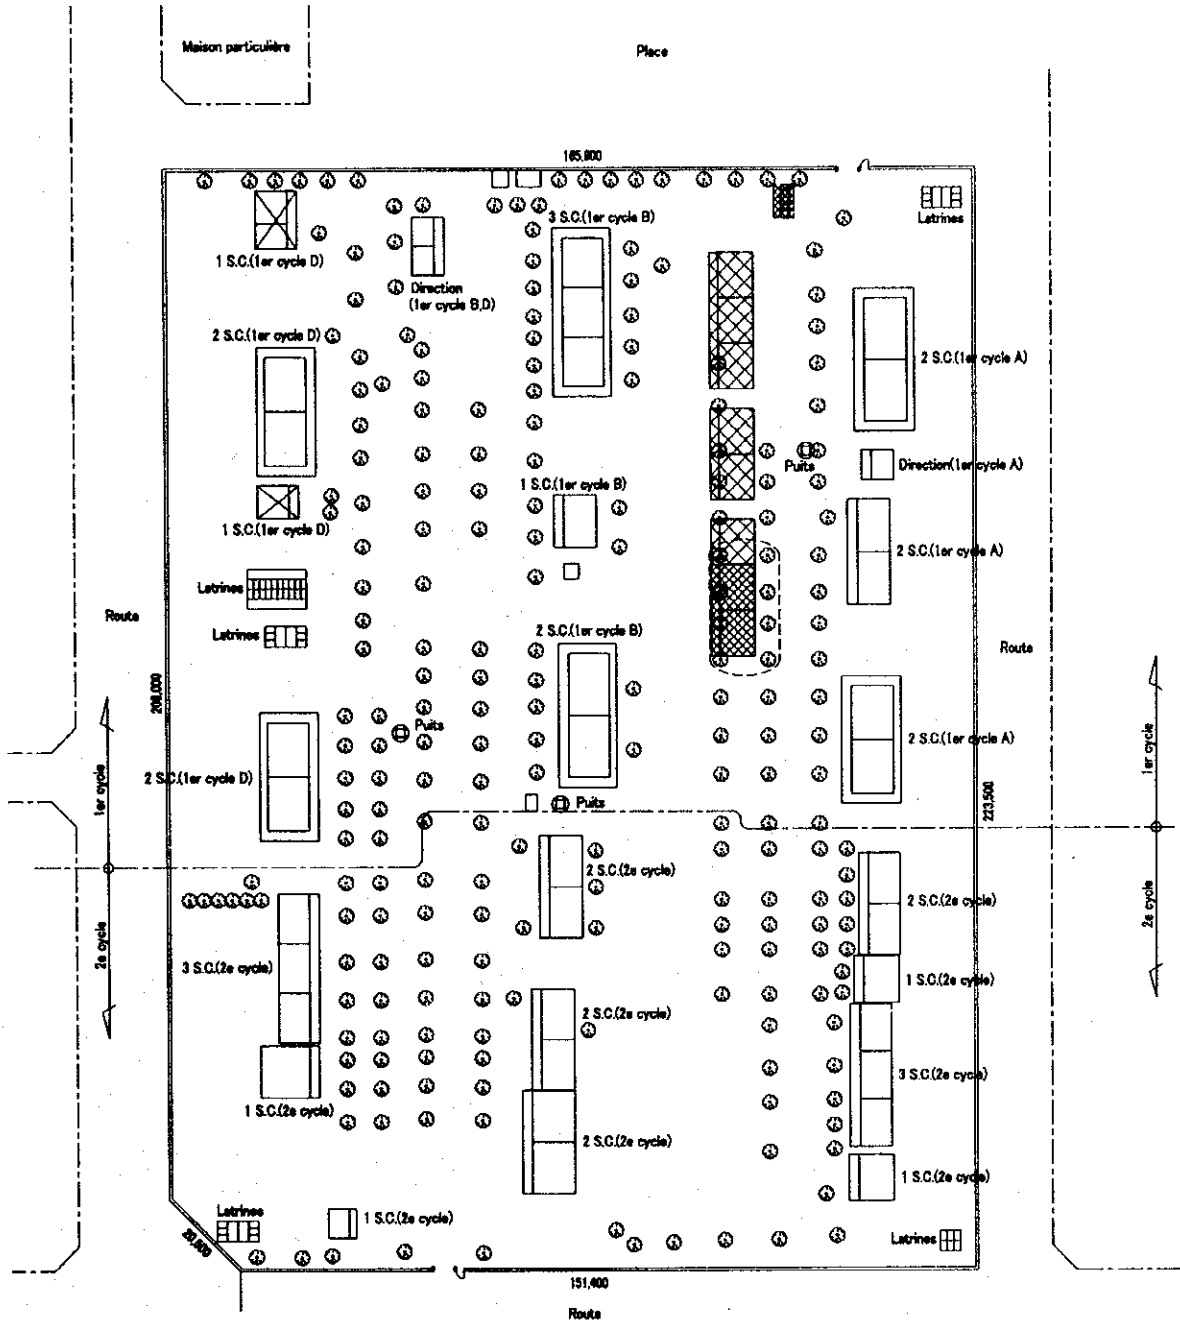 Maison particulière
Place
165,800
3 S.C.(1er cycle B)
Latrines
1 S.C.(1er cycle D)
Direction
(1er cycle B,D)
2 S.C.(1er cycle D)
2 S.C.(1er cycle A)
Puits
Direction(1er cycle A)
1 S.C.(1er cycle B)
1 S.C.(1er cycle D)
2 S.C.(1er cycle A)
Latrines
Route
Latrines
2 S.C.(1er cycle B)
Route
208,000
Puits
2 S.C.(1er cycle A)
1er cycle
2 S.C.(1er cycle D)
1er cycle
Puits
223,500
2 S.C.(2e cycle)
2 S.C.(2e cycle)
2e cycle
2e cycle
3 S.C.(2e cycle)
1 S.C.(2e cycle)
2 S.C.(2e cycle)
3 S.C.(2e cycle)
1 S.C.(2e cycle)
2 S.C.(2e cycle)
1 S.C.(2e cycle)
Latrines
1 S.C.(2e cycle)
20,500
Latrines
151,400
Route